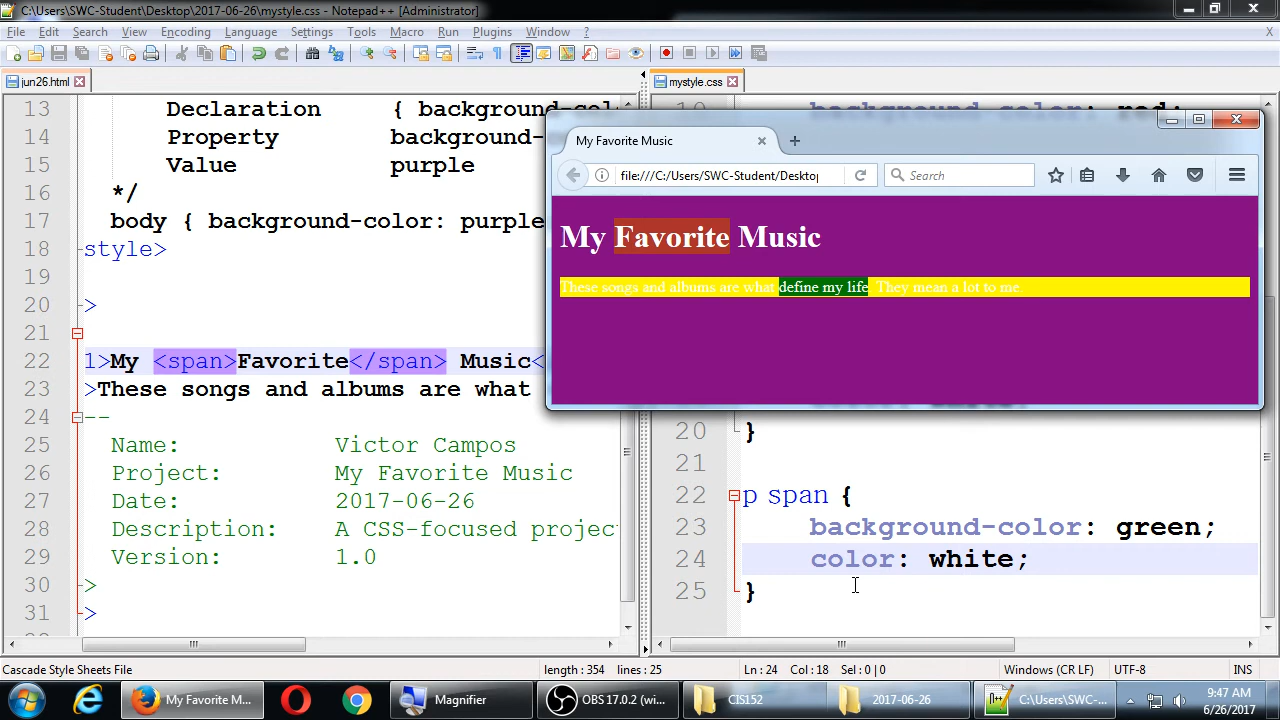 C:\Users\SWC-Student\Desktop\2017-06-26\mystyle.css - Notepad++ [Administrator]
File Edit Search View Encoding Language Settings Tools Macro Run Plugins Window ? X
jun26.html
mystyle.css
13 Declaration { background-col
14 Property background-
15 Value purple
16 */
17 body { background-color: purple
18 style>
19
20 >
21
22 1>My <span>Favorite</span> Music<
23 >These songs and albums are what
24 --
25 Name: Victor Campos
26 Project: My Favorite Music
27 Date: 2017-06-26
28 Description: A CSS-focused project
29 Version: 1.0
30 >
31 >
background-color: red;
My Favorite Music
file:///C:/Users/SWC-Student/Deskto
Search
My Favorite Music
These songs and albums are what define my life. They mean a lot to me.
20 }
21
22 p span {
23 background-color: green;
24 color: white;
25 }
Cascade Style Sheets File length : 354 lines : 25 Ln : 24 Col : 18 Sel : 0 | 0 Windows (CR LF) UTF-8 INS
My Favorite M... Magnifier OBS 17.0.2 (wi... CIS152 2017-06-26 C:\Users\SWC-St... 9:47 AM
6/26/2017